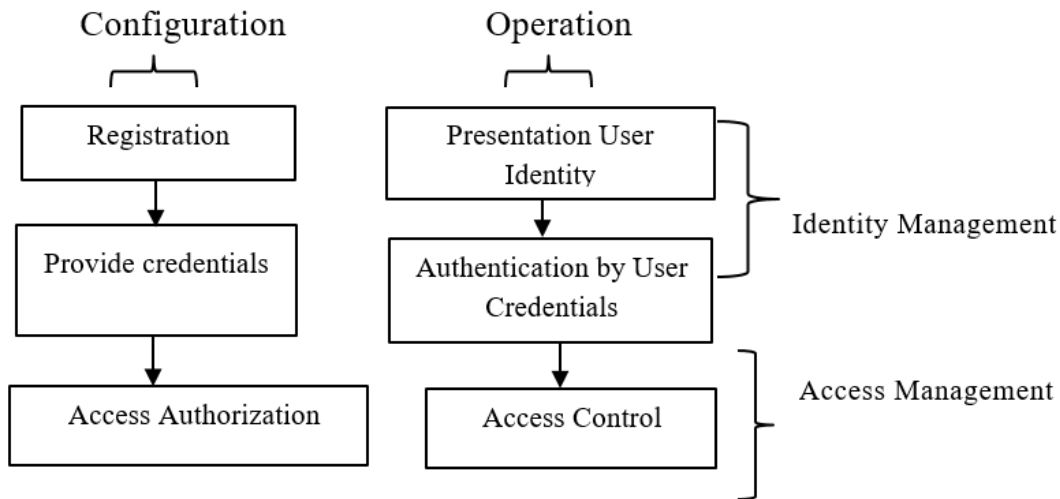 Configuration
Operation
Registration
Provide credentials
Access Authorization
Presentation User
Identity
Authentication by User
Credentials
Access Control
Identity Management
Access Management